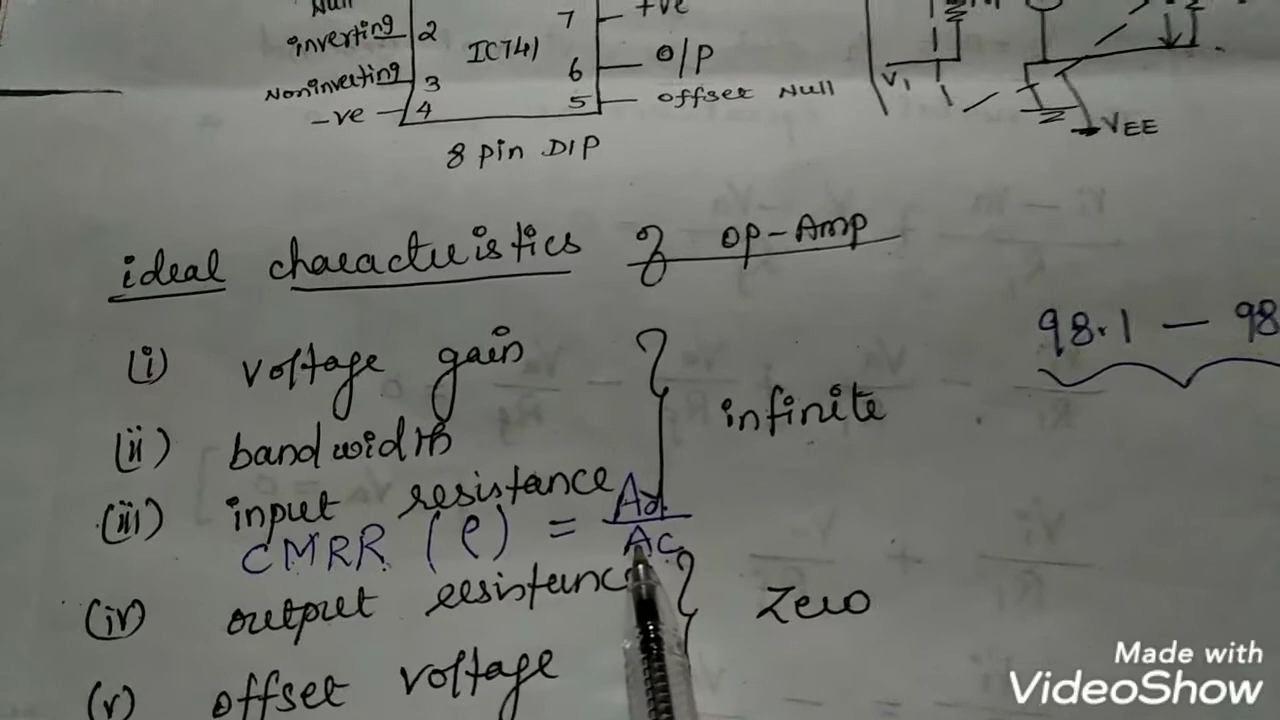 Null
inverting 2 IC741 7 +ve
Noninverting 3 6 O/P
-ve 4 5 offset Null
8 pin DIP
V1
VEE
ideal characteristics of op-Amp
(i) voltage gain
(ii) bandwidth
infinite
(iii) input resistance
CMRR (ρ) = Ad/Ac
(iv) output resistance
zero
(v) offset voltage
98.1 - 98
Made with
VideoShow